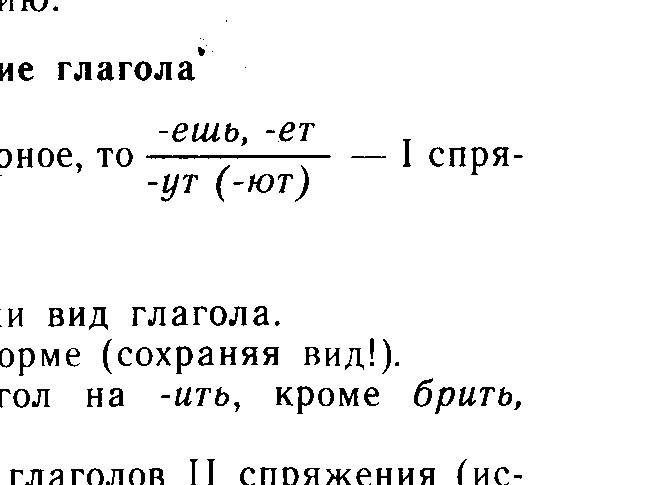 ию.
ие глагола
рное, то -ешь, -ет / -ут (-ют) — I спря-
и вид глагола.
орме (сохраняя вид!).
гол на -ить, кроме брить,
глаголов II спряжения (ис-